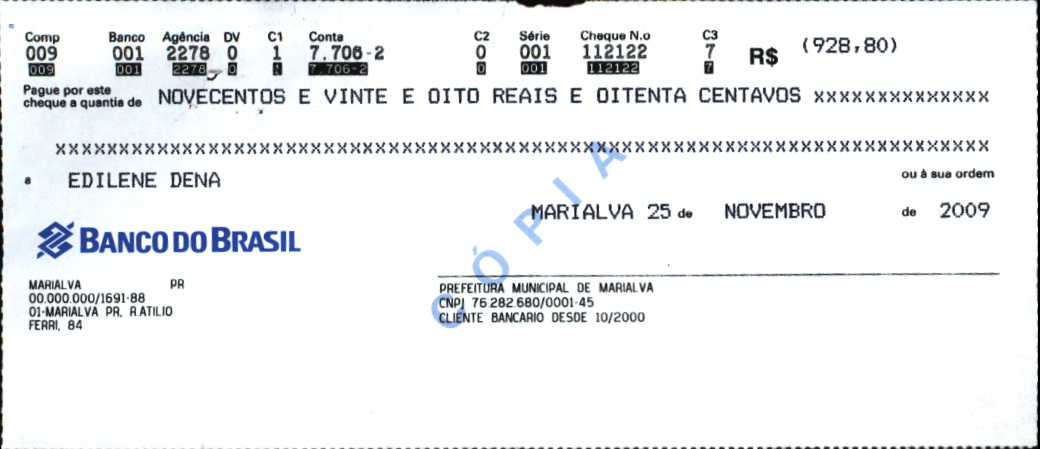 Comp Banco Agência DV C1 Conta C2 Série Cheque N.o C3
009 001 2278 0 1 7.706-2 0 001 112122 7 R$ (928,80)
009 001 2278 0 1 7.706-2 0 001 112122 7
Pague por este
cheque a quantia de NOVECENTOS E VINTE E OITO REAIS E OITENTA CENTAVOS xxxxxxxxxxxxxx
xxxxxxxxxxxxxxxxxxxxxxxxxxxxxxxxxxxxxxxxxxxxxxxxxxxxxxxxxxxxxxxxxxxxxxxxxxxxxx
a EDILENE DENA ou à sua ordem
MARIALVA 25 de NOVEMBRO de 2009
CÓPIA
BANCO DO BRASIL
MARIALVA PR
00.000.000/1691-88
01-MARIALVA PR, R.ATILIO
FERRI, 84
PREFEITURA MUNICIPAL DE MARIALVA
CNPJ 76.282.680/0001-45
CLIENTE BANCARIO DESDE 10/2000